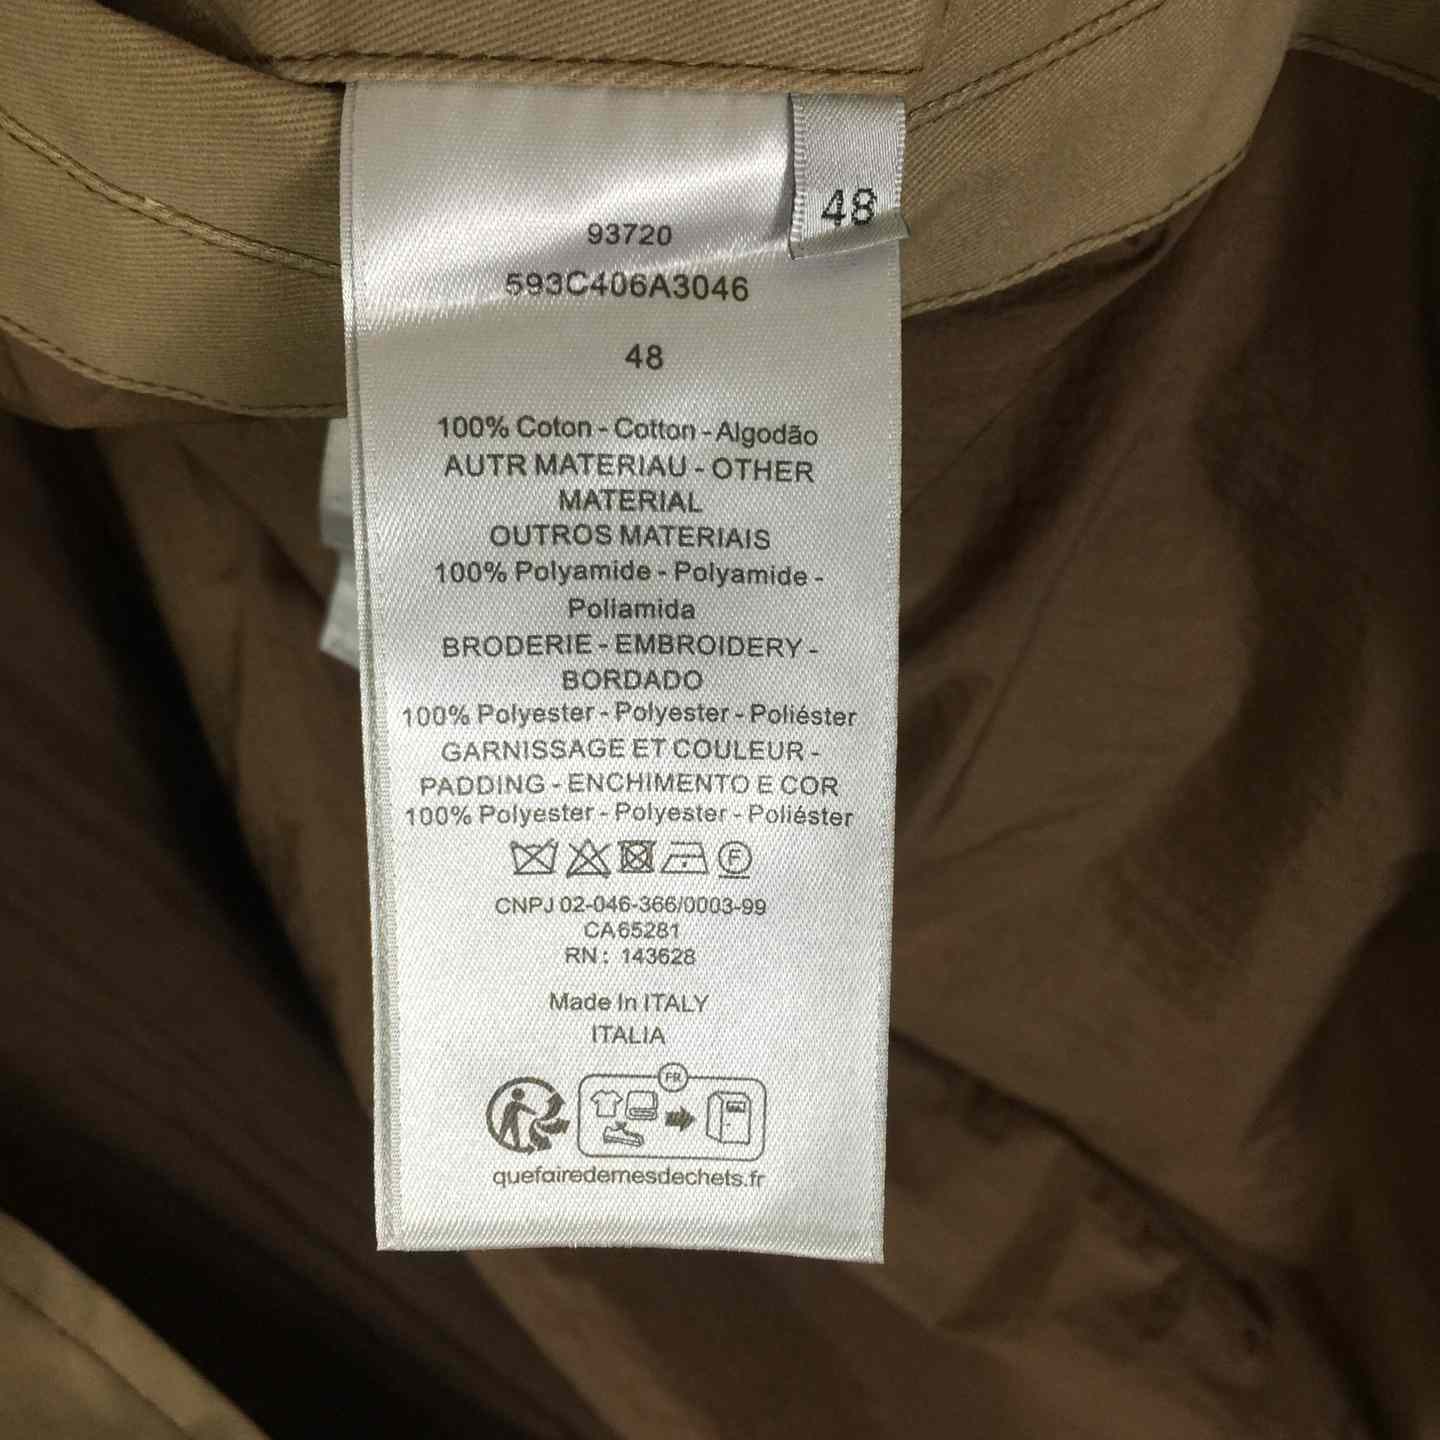 48
93720
593C406A3046
48
100% Coton - Cotton - Algodão
AUTR MATERIAU - OTHER
MATERIAL
OUTROS MATERIAIS
100% Polyamide - Polyamide -
Poliamida
BRODERIE - EMBROIDERY -
BORDADO
100% Polyester - Polyester - Poliéster
GARNISSAGE ET COULEUR -
PADDING - ENCHIMENTO E COR
100% Polyester - Polyester - Poliéster
F
CNPJ 02-046-366/0003-99
CA65281
RN: 143628
Made In ITALY
ITALIA
FR
quefairedemesdechets.fr